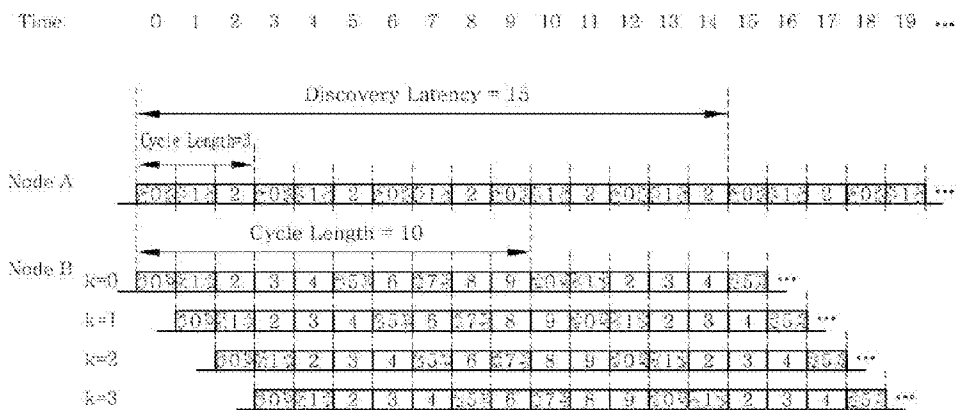 Time 0 1 2 3 4 5 6 7 8 9 10 11 12 13 14 15 16 17 18 19 ...
Discovery Latency = 15
Cycle Length=3
Node A 0 1 2 0 1 2 0 1 2 0 1 2 0 1 2 0 1 2 0 1 ...
Cycle Length = 10
Node B
k=0 0 1 2 3 4 5 6 7 8 9 0 1 2 3 4 5 ...
k=1 0 1 2 3 4 5 6 7 8 9 0 1 2 3 4 5 ...
k=2 0 1 2 3 4 5 6 7 8 9 0 1 2 3 4 5 ...
k=3 0 1 2 3 4 5 6 7 8 9 0 1 2 3 4 5 ...